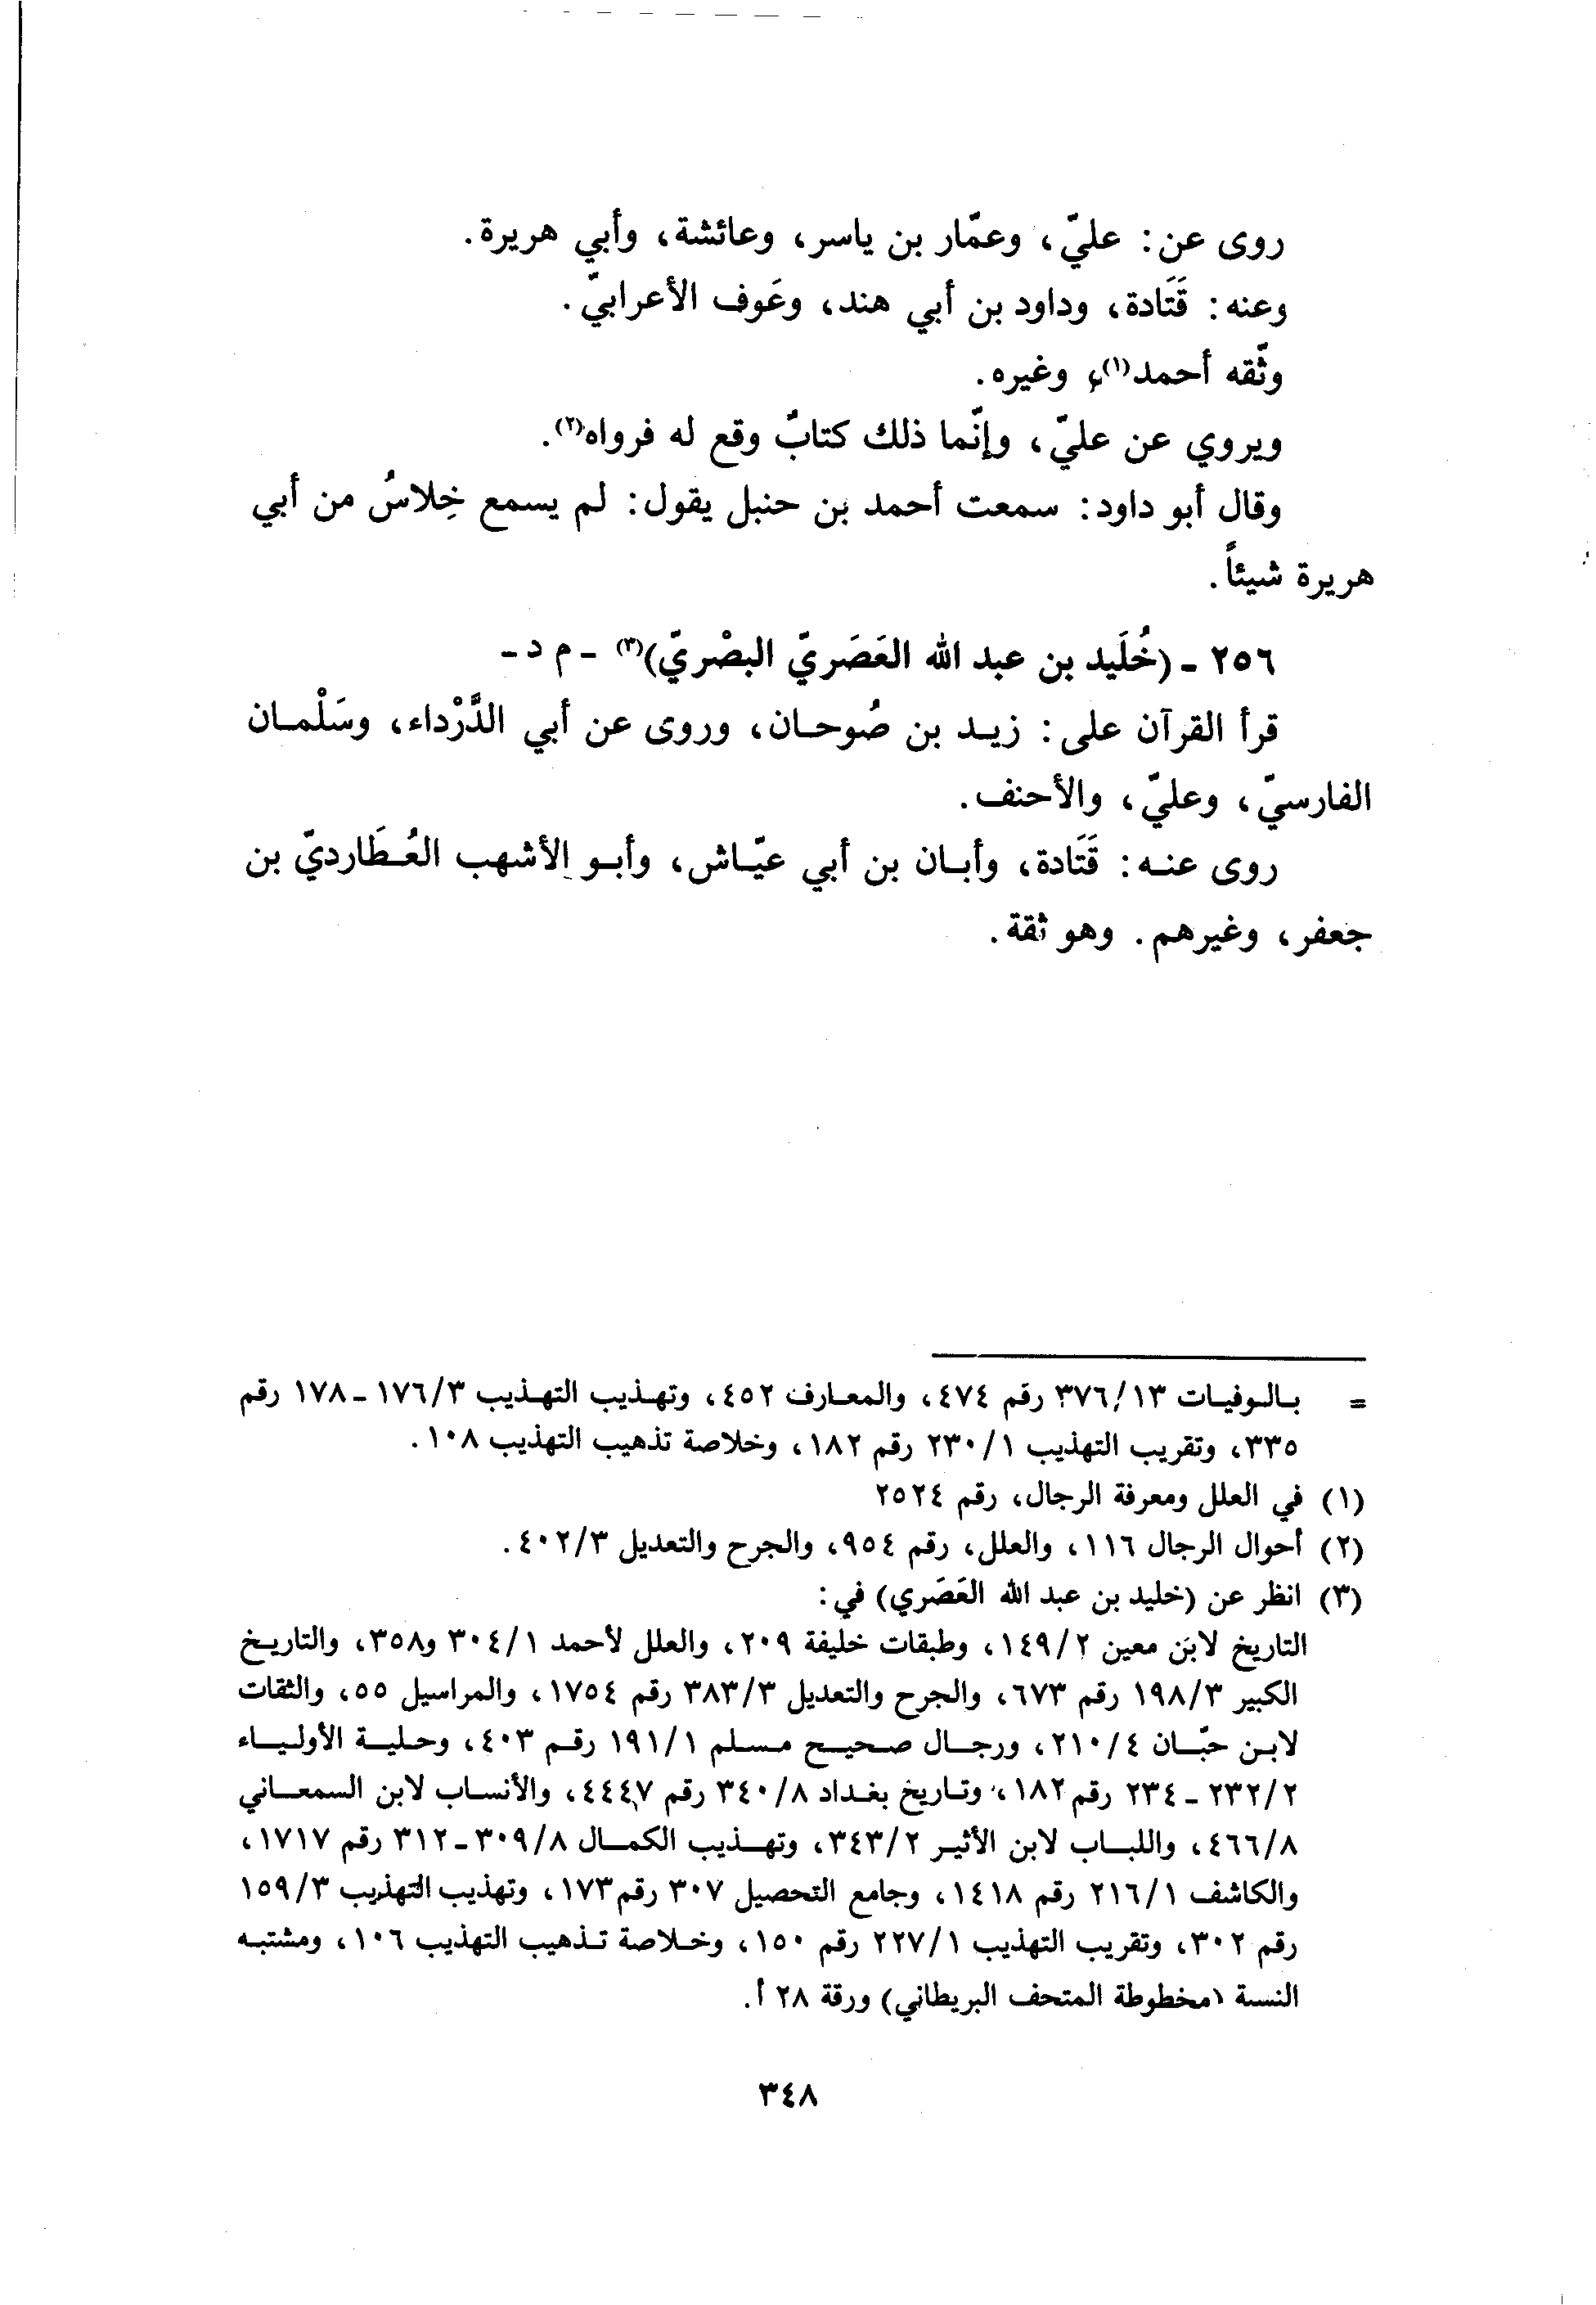 روى عن: عليّ، وعمّار بن ياسر، وعائشة، وأبي هريرة.
وعنه: قَتَادة، وداود بن أبي هند، وعَوف الأعرابيّ.
وثّقه أحمد(١)، وغيره.
ويروي عن عليّ، وإنّما ذلك كتابٌ وقع له فرواه(٢).
وقال أبو داود: سمعت أحمد بن حنبل يقول: لم يسمع خِلاسُ من أبي
هريرة شيئاً.
٢٥٦ - (خُلَيد بن عبد الله العَصَريّ البصْريّ)(٣) - م د -
قرأ القرآن على: زيد بن صُوحان، وروى عن أبي الدَّرْداء، وسَلْمان
الفارسيّ، وعليّ، والأحنف.
روى عنه: قَتَادة، وأبان بن أبي عيّاش، وأبو الأشهب العُطَارديّ بن
جعفر، وغيرهم. وهو ثقة.
= بالوفيات ١٣/٣٧٦ رقم ٤٧٤، والمعارف ٤٥٢، وتهذيب التهذيب ٣/١٧٦ - ١٧٨ رقم
٣٣٥، وتقريب التهذيب ١/٢٣٠ رقم ١٨٢، وخلاصة تذهيب التهذيب ١٠٨.
(١) في العلل ومعرفة الرجال، رقم ٢٥٢٤
(٢) أحوال الرجال ١١٦، والعلل، رقم ٩٥٤، والجرح والتعديل ٣/٤٠٢.
(٣) انظر عن (خليد بن عبد الله العَصَري) في:
التاريخ لابن معين ٢/١٤٩، وطبقات خليفة ٢٠٩، والعلل لأحمد ١/٣٠٤ و٣٥٨، والتاريخ
الكبير ٣/١٩٨ رقم ٦٧٣، والجرح والتعديل ٣/٣٨٣ رقم ١٧٥٤، والمراسيل ٥٥، والثقات
لابن حبّان ٤/٢١٠، ورجال صحيح مسلم ١/١٩١ رقم ٤٠٣، وحلية الأولياء
٢/٢٣٢ - ٢٣٤ رقم ١٨٢، وتاريخ بغداد ٨/٣٤٠ رقم ٤٤٤٧، والأنساب لابن السمعاني
٨/٤٦٦، واللباب لابن الأثير ٢/٣٤٣، وتهذيب الكمال ٨/٣٠٩ - ٣١٢ رقم ١٧١٧،
والكاشف ١/٢١٦ رقم ١٤١٨، وجامع التحصيل ٣٠٧ رقم ١٧٣، وتهذيب التهذيب ٣/١٥٩
رقم ٣٠٢، وتقريب التهذيب ١/٢٢٧ رقم ١٥٠، وخلاصة تذهيب التهذيب ١٠٦، ومشتبه
النسبة (مخطوطة المتحف البريطاني) ورقة ٢٨ أ.
٣٤٨